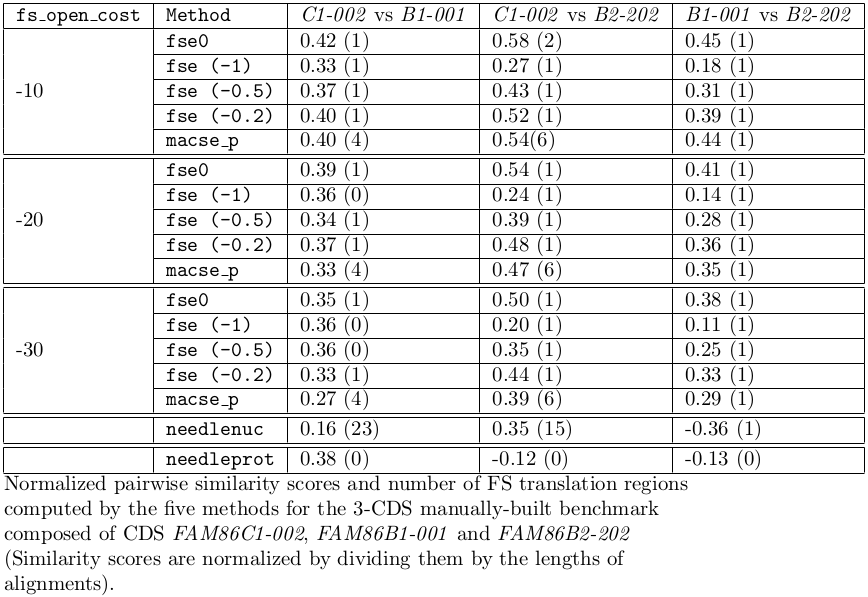 fs_open_cost Method C1-002 vs B1-001 C1-002 vs B2-202 B1-001 vs B2-202
fse0 0.42 (1) 0.58 (2) 0.45 (1)
fse (-1) 0.33 (1) 0.27 (1) 0.18 (1)
-10 fse (-0.5) 0.37 (1) 0.43 (1) 0.31 (1)
fse (-0.2) 0.40 (1) 0.52 (1) 0.39 (1)
macse_p 0.40 (4) 0.54(6) 0.44 (1)
fse0 0.39 (1) 0.54 (1) 0.41 (1)
fse (-1) 0.36 (0) 0.24 (1) 0.14 (1)
-20 fse (-0.5) 0.34 (1) 0.39 (1) 0.28 (1)
fse (-0.2) 0.37 (1) 0.48 (1) 0.36 (1)
macse_p 0.33 (4) 0.47 (6) 0.35 (1)
fse0 0.35 (1) 0.50 (1) 0.38 (1)
fse (-1) 0.36 (0) 0.20 (1) 0.11 (1)
-30 fse (-0.5) 0.36 (0) 0.35 (1) 0.25 (1)
fse (-0.2) 0.33 (1) 0.44 (1) 0.33 (1)
macse_p 0.27 (4) 0.39 (6) 0.29 (1)
needlenuc 0.16 (23) 0.35 (15) -0.36 (1)
needleprot 0.38 (0) -0.12 (0) -0.13 (0)
Normalized pairwise similarity scores and number of FS translation regions
computed by the five methods for the 3-CDS manually-built benchmark
composed of CDS FAM86C1-002, FAM86B1-001 and FAM86B2-202
(Similarity scores are normalized by dividing them by the lengths of
alignments).